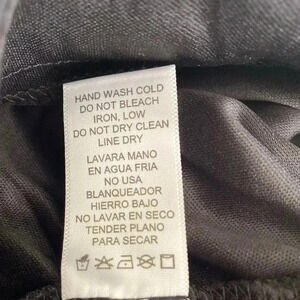 HAND WASH COLD
DO NOT BLEACH
IRON, LOW
DO NOT DRY CLEAN
LINE DRY
LAVARA MANO
EN AGUA FRIA
NO USA
BLANQUEADOR
HIERRO BAJO
NO LAVAR EN SECO
TENDER PLANO
PARA SECAR